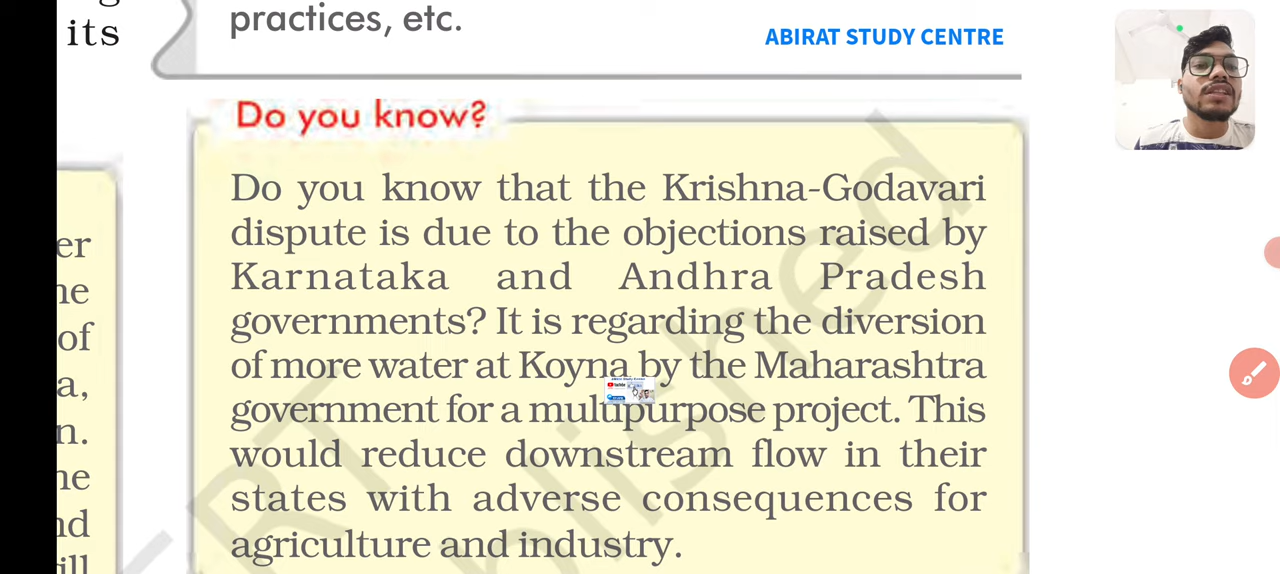 its
practices, etc.
ABIRAT STUDY CENTRE
Do you know?
Do you know that the Krishna-Godavari
dispute is due to the objections raised by
Karnataka and Andhra Pradesh
governments? It is regarding the diversion
of more water at Koyna by the Maharashtra
government for a multipurpose project. This
would reduce downstream flow in their
states with adverse consequences for
agriculture and industry.
er
of
a,
n.